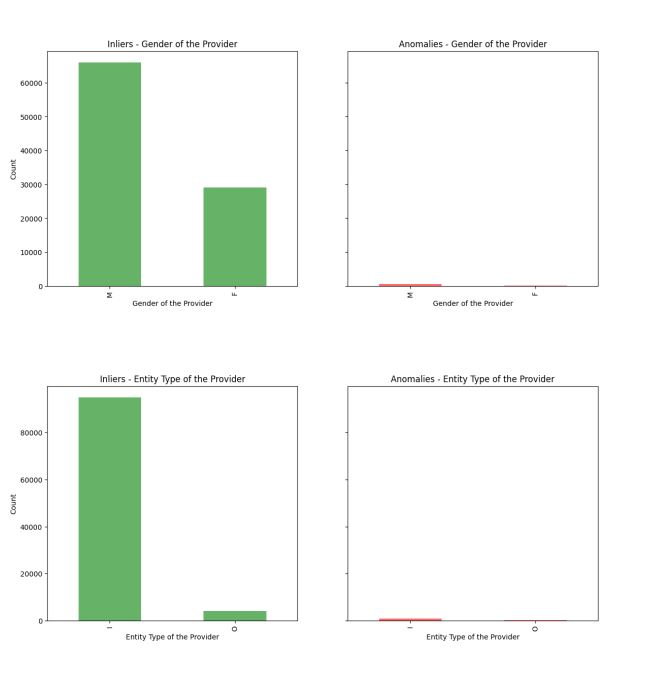 Inliers - Gender of the Provider
Anomalies - Gender of the Provider
Count
60000
50000
40000
30000
20000
10000
0
M
F
Gender of the Provider
M
F
Gender of the Provider
Inliers - Entity Type of the Provider
Anomalies - Entity Type of the Provider
Count
80000
60000
40000
20000
0
I
O
Entity Type of the Provider
I
O
Entity Type of the Provider